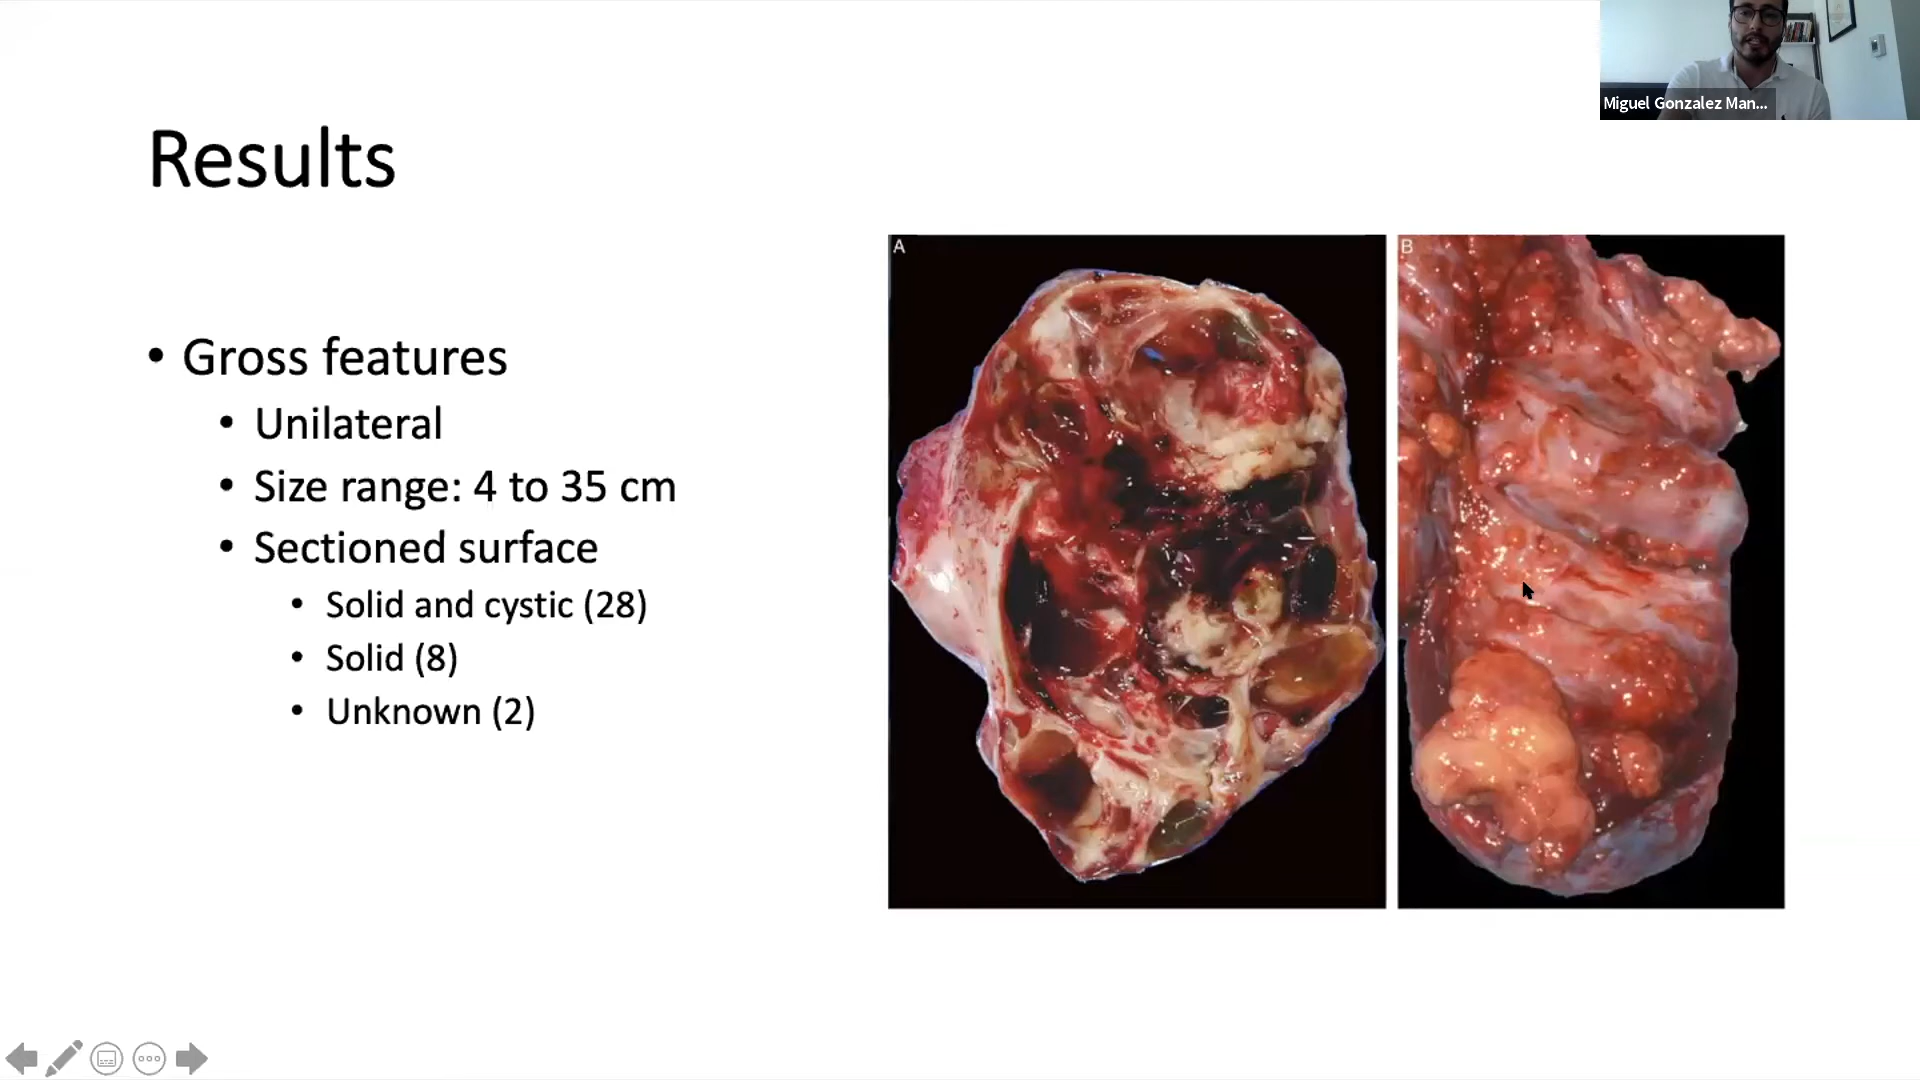 Miguel Gonzalez Man...
Results
A
B
• Gross features
• Unilateral
• Size range: 4 to 35 cm
• Sectioned surface
• Solid and cystic (28)
• Solid (8)
• Unknown (2)